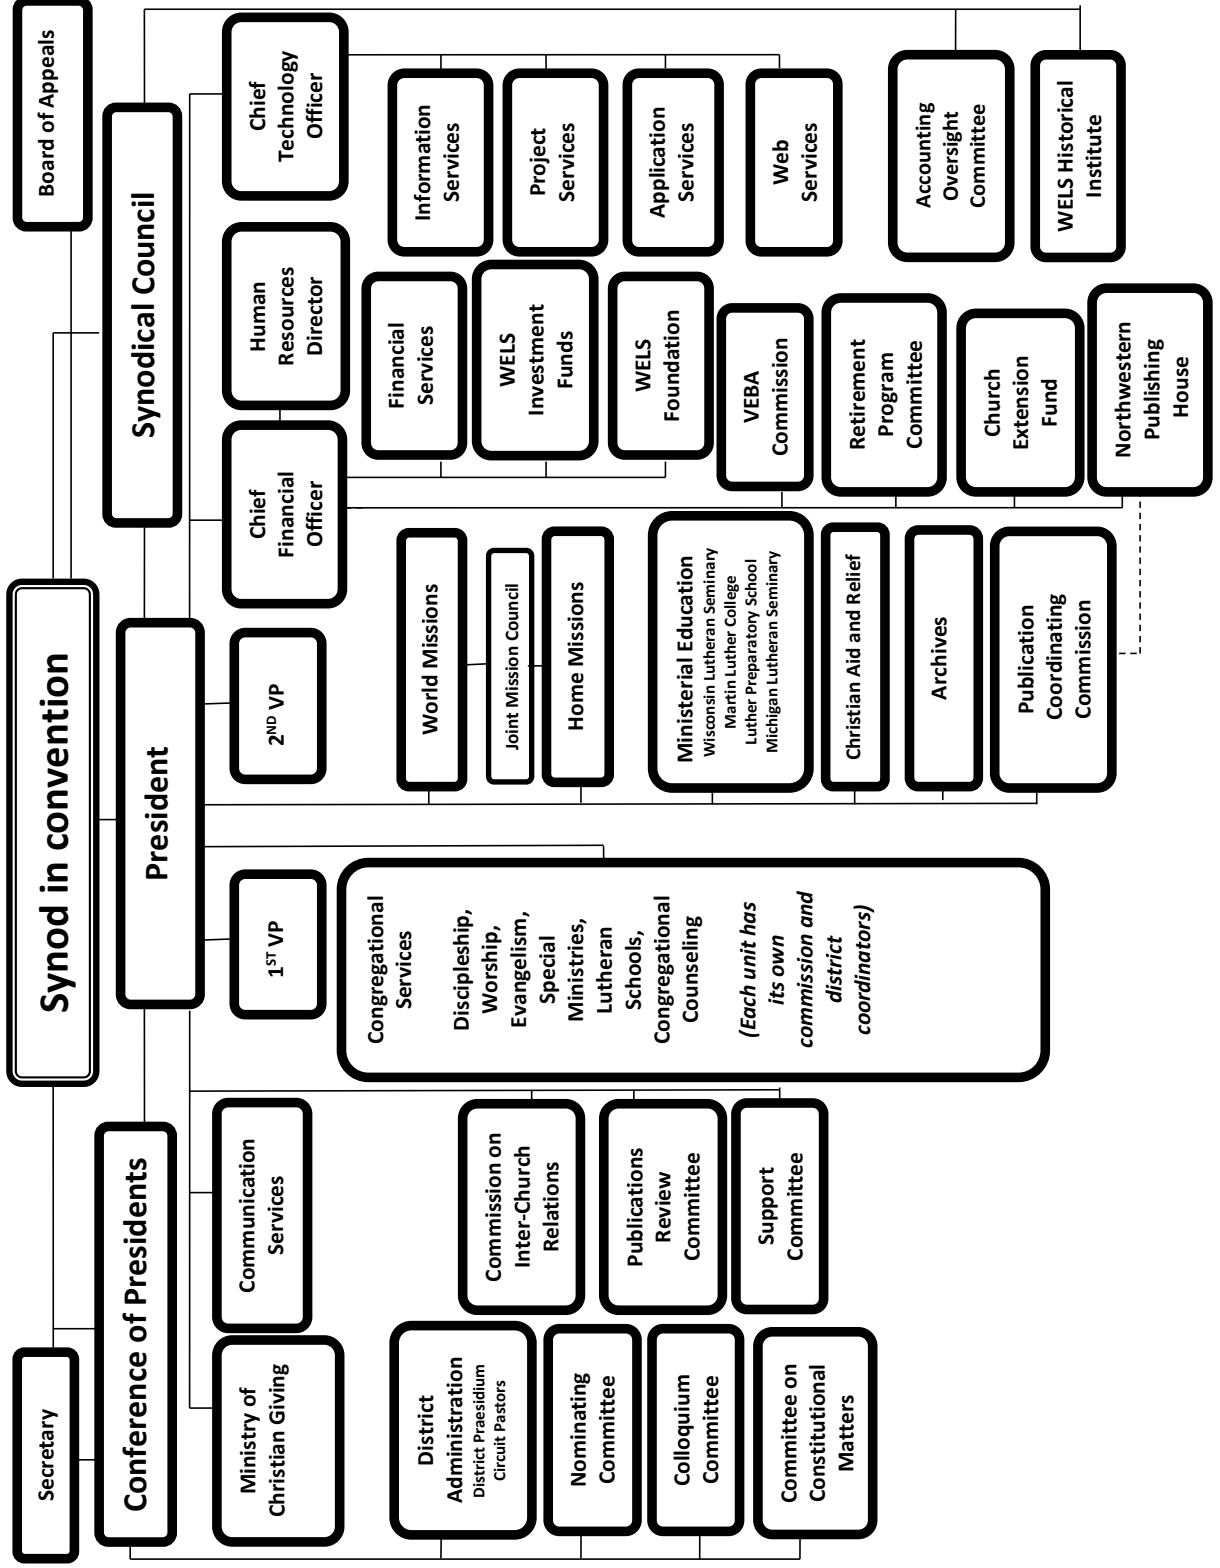 Synod in convention
Secretary
Board of Appeals
Conference of Presidents
President
Synodical Council
Ministry of
Christian Giving
Communication
Services
1ST VP
2ND VP
Chief
Financial
Officer
Human
Resources
Director
Chief
Technology
Officer
District
Administration
District Praesidium
Circuit Pastors
Nominating
Committee
Colloquium
Committee
Committee on
Constitutional
Matters
Commission on
Inter-Church
Relations
Publications
Review
Committee
Support
Committee
Congregational
Services
Discipleship,
Worship,
Evangelism,
Special
Ministries,
Lutheran
Schools,
Congregational
Counseling
(Each unit has
its own
commission and
district
coordinators)
World Missions
Joint Mission Council
Home Missions
Ministerial Education
Wisconsin Lutheran Seminary
Martin Luther College
Luther Preparatory School
Michigan Lutheran Seminary
Christian Aid and Relief
Archives
Publication
Coordinating
Commission
Financial
Services
WELS
Investment
Funds
WELS
Foundation
VEBA
Commission
Retirement
Program
Committee
Church
Extension
Fund
Northwestern
Publishing
House
Information
Services
Project
Services
Application
Services
Web
Services
Accounting
Oversight
Committee
WELS Historical
Institute